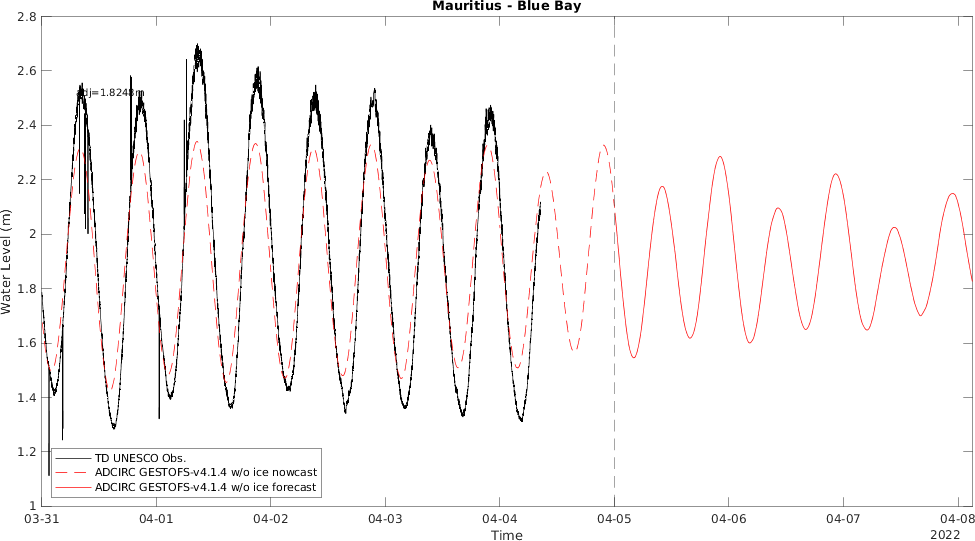 Mauritius - Blue Bay
2.8
2.6
2.4
2.2
2
1.8
1.6
1.4
1.2
1
Water Level (m)
adj=1.8248m
TD UNESCO Obs.
ADCIRC GESTOFS-v4.1.4 w/o ice nowcast
ADCIRC GESTOFS-v4.1.4 w/o ice forecast
03-31 04-01 04-02 04-03 04-04 04-05 04-06 04-07 04-08
Time
2022